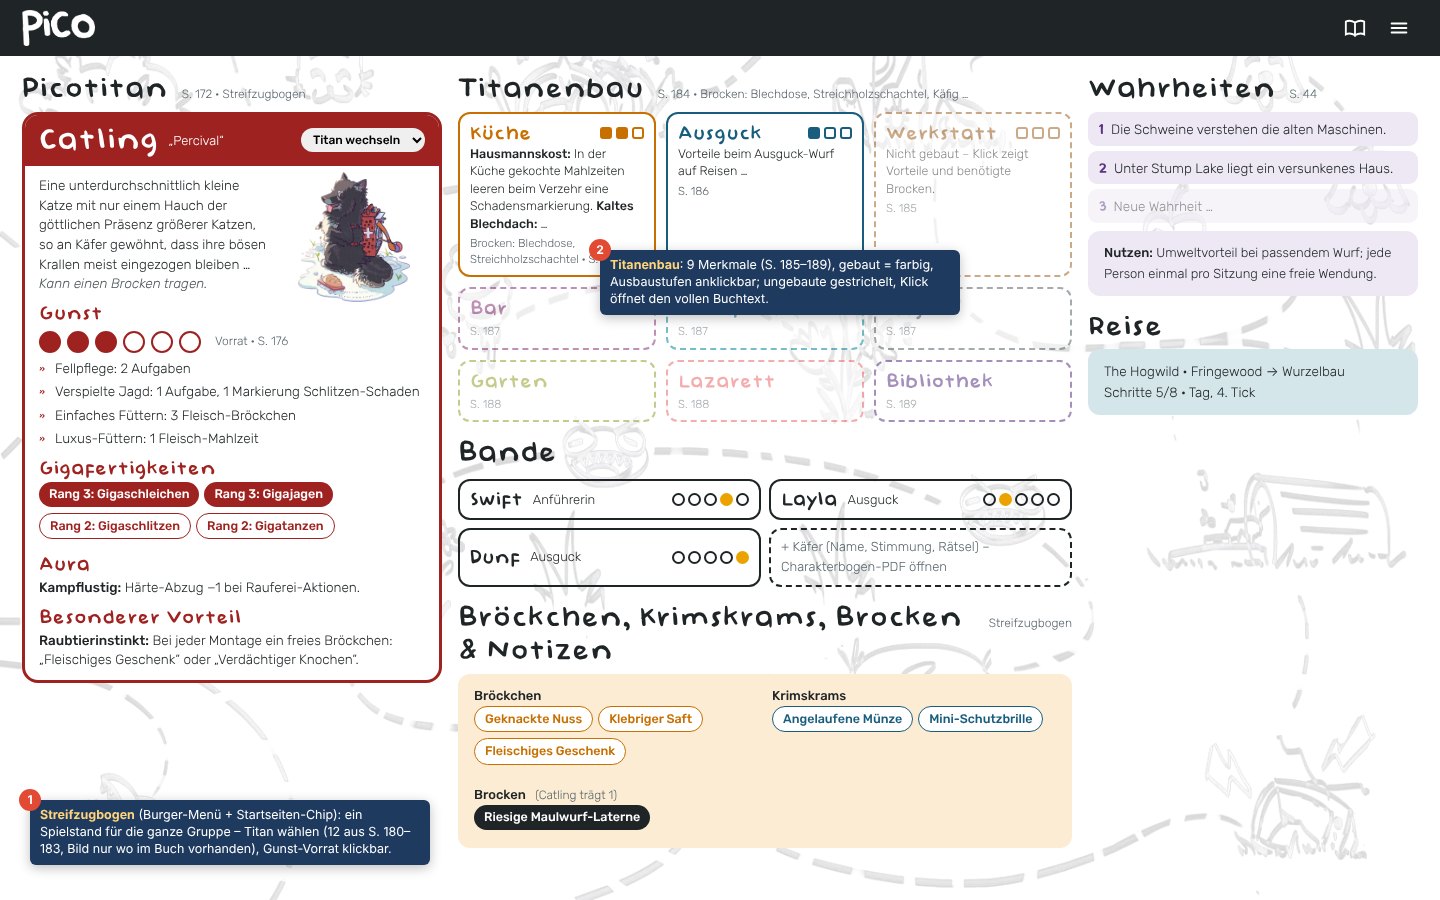 PiCO
Picotitan
S. 172 • Streifzugbogen
Catling „Percival“ Titan wechseln
Eine unterdurchschnittlich kleine
Katze mit nur einem Hauch der
göttlichen Präsenz größerer Katzen,
so an Käfer gewöhnt, dass ihre bösen
Krallen meist eingezogen bleiben ...
Kann einen Brocken tragen.
Gunst
Vorrat • S. 176
» Fellpflege: 2 Aufgaben
» Verspielte Jagd: 1 Aufgabe, 1 Markierung Schlitzen-Schaden
» Einfaches Füttern: 3 Fleisch-Bröckchen
» Luxus-Füttern: 1 Fleisch-Mahlzeit
Gigafertigkeiten
Rang 3: Gigaschleichen Rang 3: Gigajagen
Rang 2: Gigaschlitzen Rang 2: Gigatanzen
Aura
Kampflustig: Härte-Abzug −1 bei Rauferei-Aktionen.
Besonderer Vorteil
Raubtierinstinkt: Bei jeder Montage ein freies Bröckchen:
„Fleischiges Geschenk“ oder „Verdächtiger Knochen“.
1
Streifzugbogen (Burger-Menü + Startseiten-Chip): ein
Spielstand für die ganze Gruppe – Titan wählen (12 aus S. 180–
183, Bild nur wo im Buch vorhanden), Gunst-Vorrat klickbar.
Titanenbau
S. 184 • Brocken: Blechdose, Streichholzschachtel, Käfig ...
Küche
Hausmannskost: In der
Küche gekochte Mahlzeiten
leeren beim Verzehr eine
Schadensmarkierung. Kaltes
Blechdach: ...
Brocken: Blechdose,
Streichholzschachtel •
Ausguck
Vorteile beim Ausguck-Wurf
auf Reisen ...
S. 186
Werkstatt
Nicht gebaut – Klick zeigt
Vorteile und benötigte
Brocken.
S. 185
2
Titanenbau: 9 Merkmale (S. 185–189), gebaut = farbig,
Ausbaustufen anklickbar; ungebaute gestrichelt, Klick
öffnet den vollen Buchtext.
Bar
S. 187
S. 187
S. 187
Garten
S. 188
Lazarett
S. 188
Bibliothek
S. 189
Bande
Swift Anführerin
Layla Ausguck
Dunf Ausguck
+ Käfer (Name, Stimmung, Rätsel) –
Charakterbogen-PDF öffnen
Bröckchen, Krimskrams, Brocken
& Notizen
Streifzugbogen
Bröckchen
Geknackte Nuss Klebriger Saft
Fleischiges Geschenk
Krimskrams
Angelaufene Münze Mini-Schutzbrille
Brocken (Catling trägt 1)
Riesige Maulwurf-Laterne
Wahrheiten
S. 44
1 Die Schweine verstehen die alten Maschinen.
2 Unter Stump Lake liegt ein versunkenes Haus.
3 Neue Wahrheit ...
Nutzen: Umweltvorteil bei passendem Wurf; jede
Person einmal pro Sitzung eine freie Wendung.
Reise
The Hogwild • Fringewood → Wurzelbau
Schritte 5/8 • Tag, 4. Tick